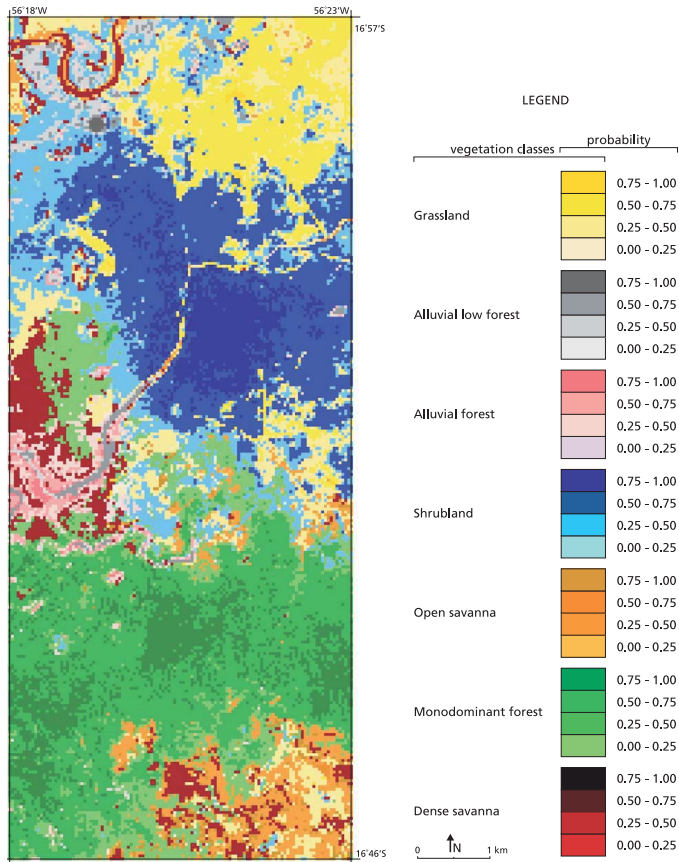 56°18'W 56°23'W
16°57'S
LEGEND
vegetation classes probability
Grassland
0.75 - 1.00
0.50 - 0.75
0.25 - 0.50
0.00 - 0.25
Alluvial low forest
0.75 - 1.00
0.50 - 0.75
0.25 - 0.50
0.00 - 0.25
Alluvial forest
0.75 - 1.00
0.50 - 0.75
0.25 - 0.50
0.00 - 0.25
Shrubland
0.75 - 1.00
0.50 - 0.75
0.25 - 0.50
0.00 - 0.25
Open savanna
0.75 - 1.00
0.50 - 0.75
0.25 - 0.50
0.00 - 0.25
Monodominant forest
0.75 - 1.00
0.50 - 0.75
0.25 - 0.50
0.00 - 0.25
Dense savanna
0.75 - 1.00
0.50 - 0.75
0.25 - 0.50
0.00 - 0.25
N
0 1 km
16°46'S